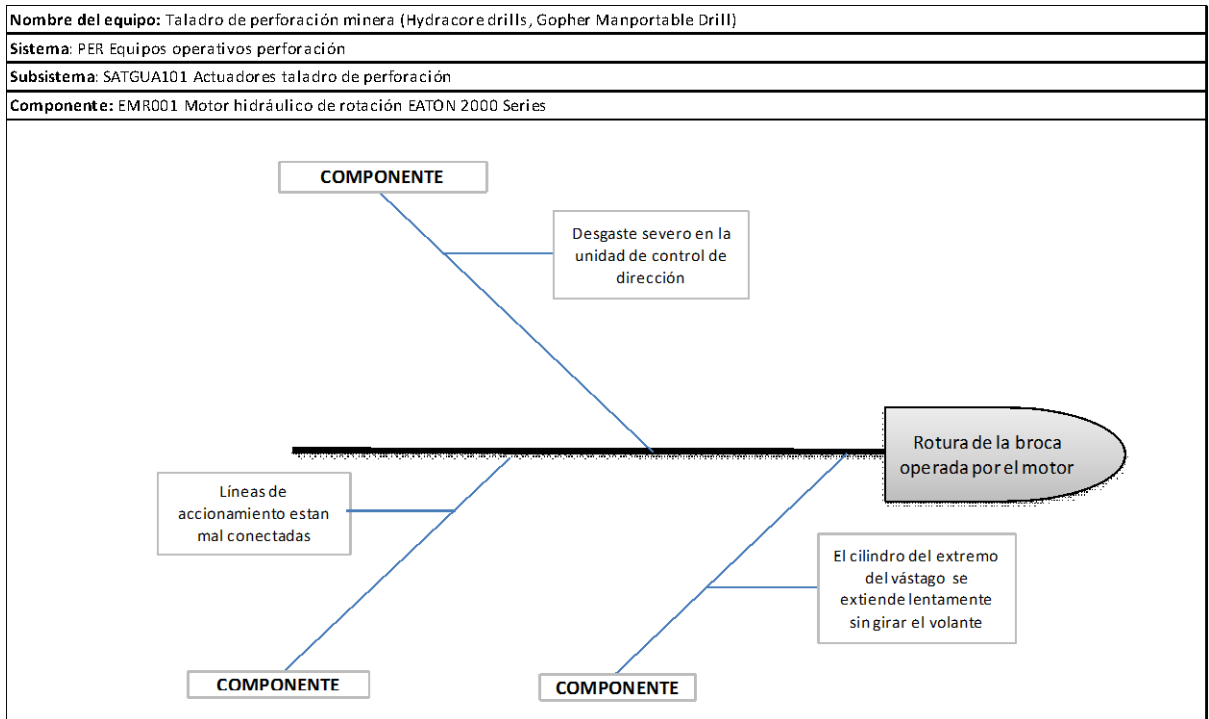 Nombre del equipo: Taladro de perforación minera (Hydracore drills, Gopher Manportable Drill)
Sistema: PER Equipos operativos perforación
Subsistema: SATGUA101 Actuadores taladro de perforación
Componente: EMR001 Motor hidráulico de rotación EATON 2000 Series
COMPONENTE
Desgaste severo en la
unidad de control de
dirección
Rotura de la broca
operada por el motor
Líneas de
accionamiento estan
mal conectadas
El cilindro del extremo
del vástago se
extiende lentamente
sin girar el volante
COMPONENTE
COMPONENTE